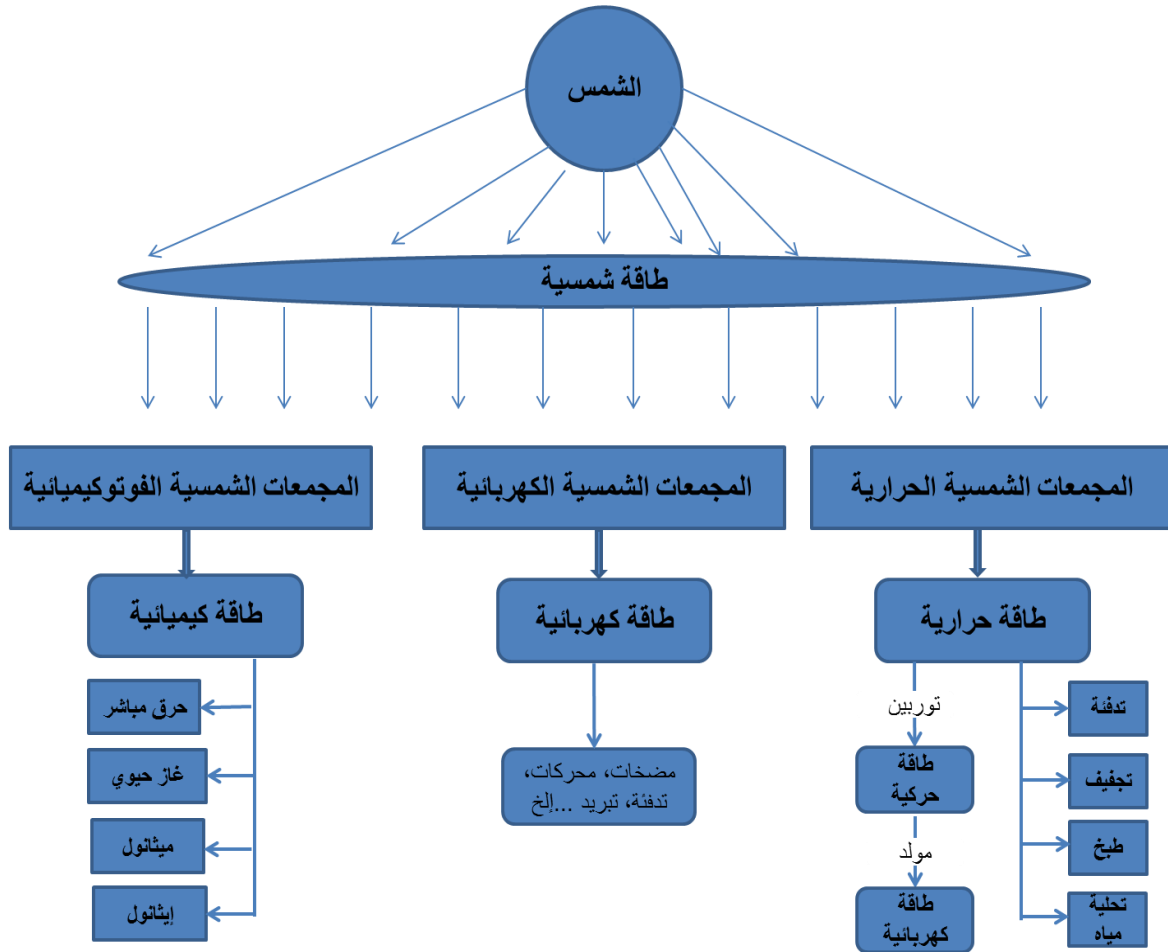 الشمس
طاقة شمسية
المجمعات الشمسية الحرارية
المجمعات الشمسية الكهربائية
المجمعات الشمسية الفوتوكيميائية
طاقة حرارية
طاقة كهربائية
طاقة كيميائية
تدفئة
تجفيف
طبخ
تحلية
مياه
توربين
طاقة
حركية
مولد
طاقة
كهربائية
مضخات، محركات،
تدفئة، تبريد ...إلخ
حرق مباشر
غاز حيوي
ميثانول
إيثانول